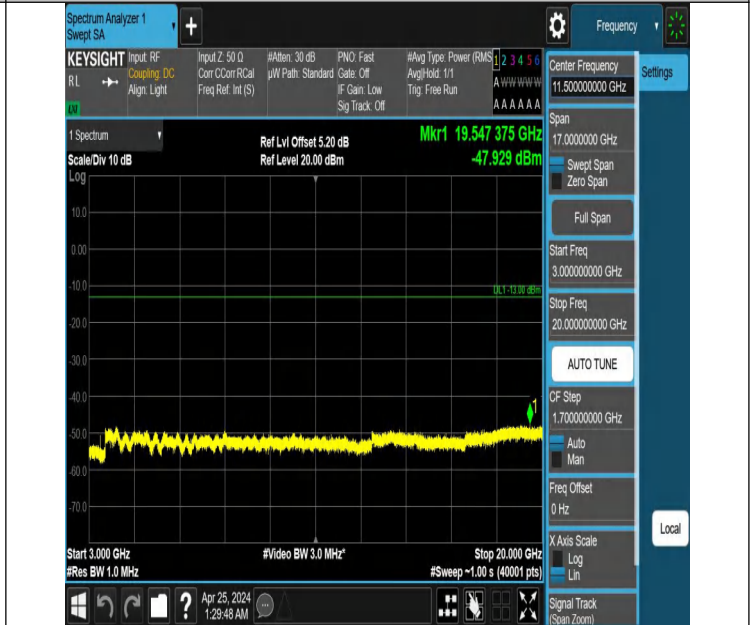 Spectrum Analyzer 1
Swept SA
+
Frequency
KEYSIGHT
RL
Input: RF
Coupling: DC
Align: Light
Input Z: 50 Ω
Corr CCorr RCal
Freq Ref: Int (S)
#Atten: 30 dB
µW Path: Standard
PNO: Fast
Gate: Off
IF Gain: Low
Sig Track: Off
#Avg Type: Power (RMS
Avg|Hold: 1/1
Trig: Free Run
1 2 3 4 5 6
A W W W W W
A A A A A A
1 Spectrum
Scale/Div 10 dB
Log
Ref Lvl Offset 5.20 dB
Ref Level 20.00 dBm
Mkr1 19.547 375 GHz
-47.929 dBm
10.0
0.00
-10.0
-20.0
-30.0
-40.0
-50.0
-60.0
-70.0
DL1 -13.00 dBm
1
Start 3.000 GHz
#Res BW 1.0 MHz
#Video BW 3.0 MHz*
Stop 20.000 GHz
#Sweep ~1.00 s (40001 pts)
Center Frequency
11.500000000 GHz
Settings
Span
17.0000000 GHz
Swept Span
Zero Span
Full Span
Start Freq
3.000000000 GHz
Stop Freq
20.000000000 GHz
AUTO TUNE
CF Step
1.700000000 GHz
Auto
Man
Freq Offset
0 Hz
X Axis Scale
Log
Lin
Signal Track
(Span Zoom)
Local
?
Apr 25, 2024
1:29:48 AM